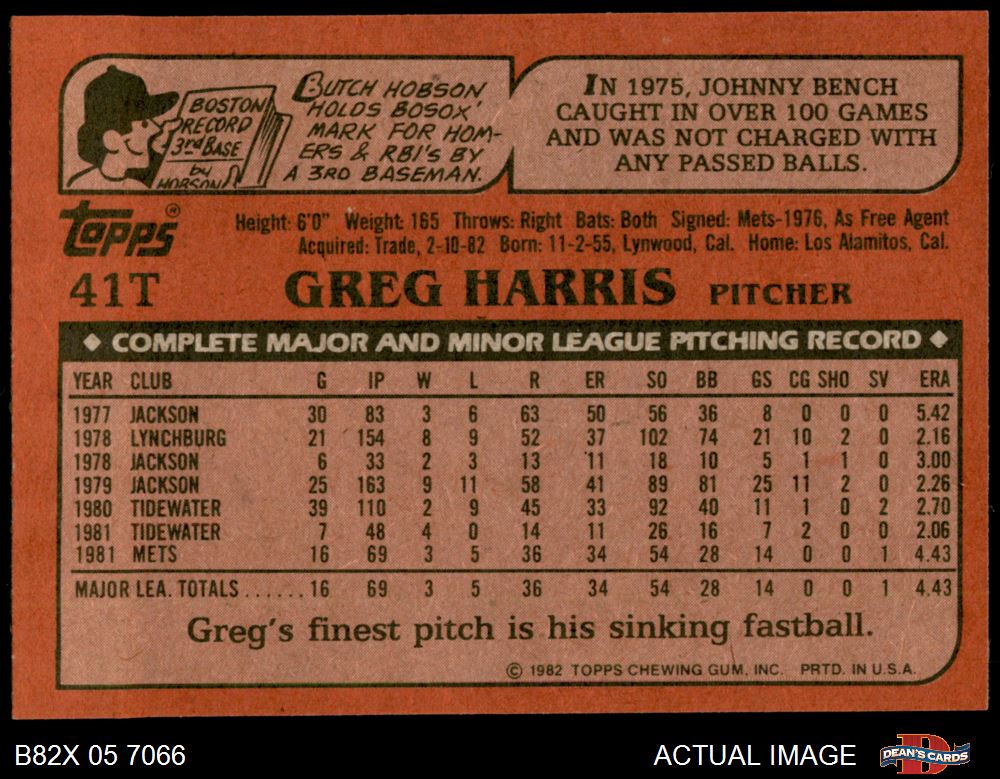 BOSTON
RECORD
3rd BASE
by
HOBSON
BUTCH HOBSON
HOLDS BOSOX'
MARK FOR HOM-
ERS & RBI'S BY
A 3RD BASEMAN.
IN 1975, JOHNNY BENCH
CAUGHT IN OVER 100 GAMES
AND WAS NOT CHARGED WITH
ANY PASSED BALLS.
Topps®
Height: 6'0" Weight: 165 Throws: Right Bats: Both Signed: Mets-1976, As Free Agent
Acquired: Trade, 2-10-82 Born: 11-2-55, Lynwood, Cal. Home: Los Alamitos, Cal.
41T GREG HARRIS PITCHER
◆ COMPLETE MAJOR AND MINOR LEAGUE PITCHING RECORD ◆
YEAR CLUB G IP W L R ER SO BB GS CG SHO SV ERA
1977 JACKSON 30 83 3 6 63 50 56 36 8 0 0 0 5.42
1978 LYNCHBURG 21 154 8 9 52 37 102 74 21 10 2 0 2.16
1978 JACKSON 6 33 2 3 13 11 18 10 5 1 1 0 3.00
1979 JACKSON 25 163 9 11 58 41 89 81 25 11 2 0 2.26
1980 TIDEWATER 39 110 2 9 45 33 92 40 11 1 0 2 2.70
1981 TIDEWATER 7 48 4 0 14 11 26 16 7 2 0 0 2.06
1981 METS 16 69 3 5 36 34 54 28 14 0 0 1 4.43
MAJOR LEA. TOTALS ...... 16 69 3 5 36 34 54 28 14 0 0 1 4.43
Greg's finest pitch is his sinking fastball.
© 1982 TOPPS CHEWING GUM, INC. PRTD. IN U.S.A.
B82X 05 7066
ACTUAL IMAGE
D
DEAN'S CARDS